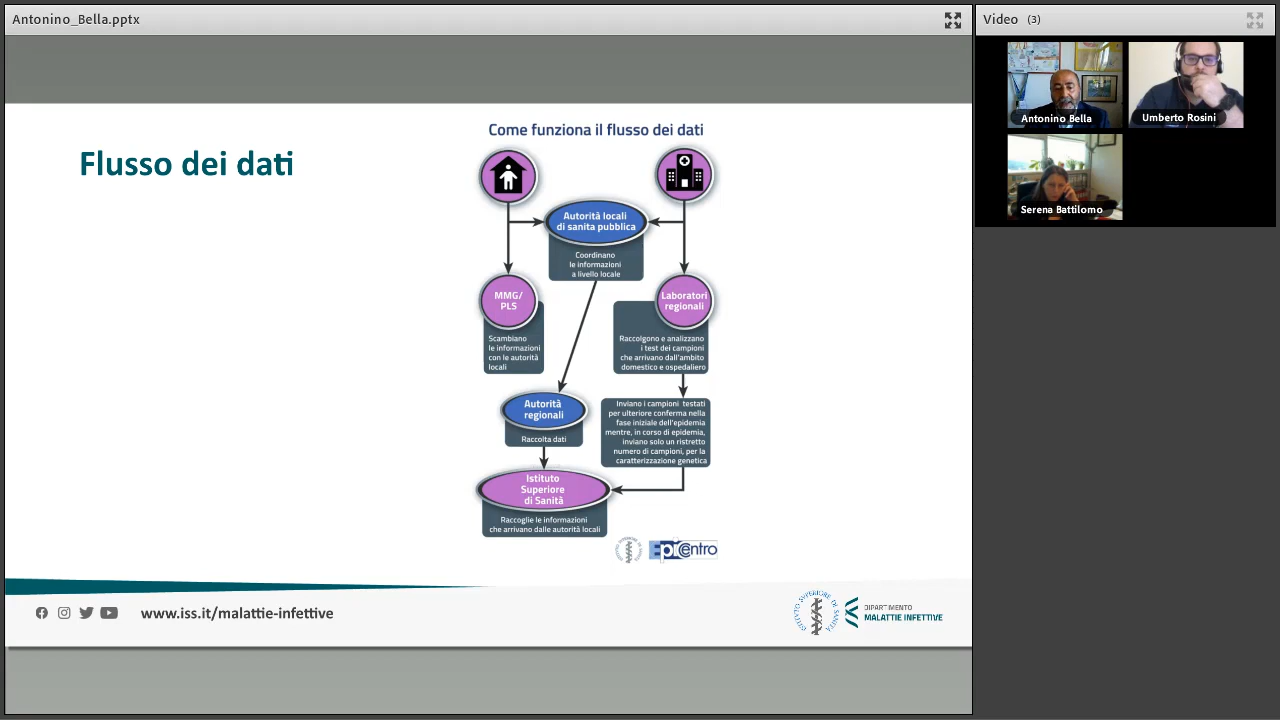 Antonino_Bella.pptx
Video (3)
Antonino Bella
Umberto Rosini
Serena Battilomo
Flusso dei dati
Come funziona il flusso dei dati
Autorità locali
di sanita pubblica
Coordinano
le informazioni
a livello locale
MMG/
PLS
Scambiano
le informazioni
con le autorità
locali
Laboratori
regionali
Raccolgono e analizzano
i test dei campioni
che arrivano dall'ambito
domestico e ospedaliero
Autorità
regionali
Raccolta dati
Inviano i campioni testati
per ulteriore conferma nella
fase iniziale dell'epidemia
mentre, in corso di epidemia,
inviano solo un ristretto
numero di campioni, per la
caratterizzazione genetica
Istituto
Superiore
di Sanità
Raccoglie le informazioni
che arrivano dalle autorità locali
EpiCentro
www.iss.it/malattie-infettive
ISTITUTO SUPERIORE DI SANITÀ
DIPARTIMENTO
MALATTIE INFETTIVE